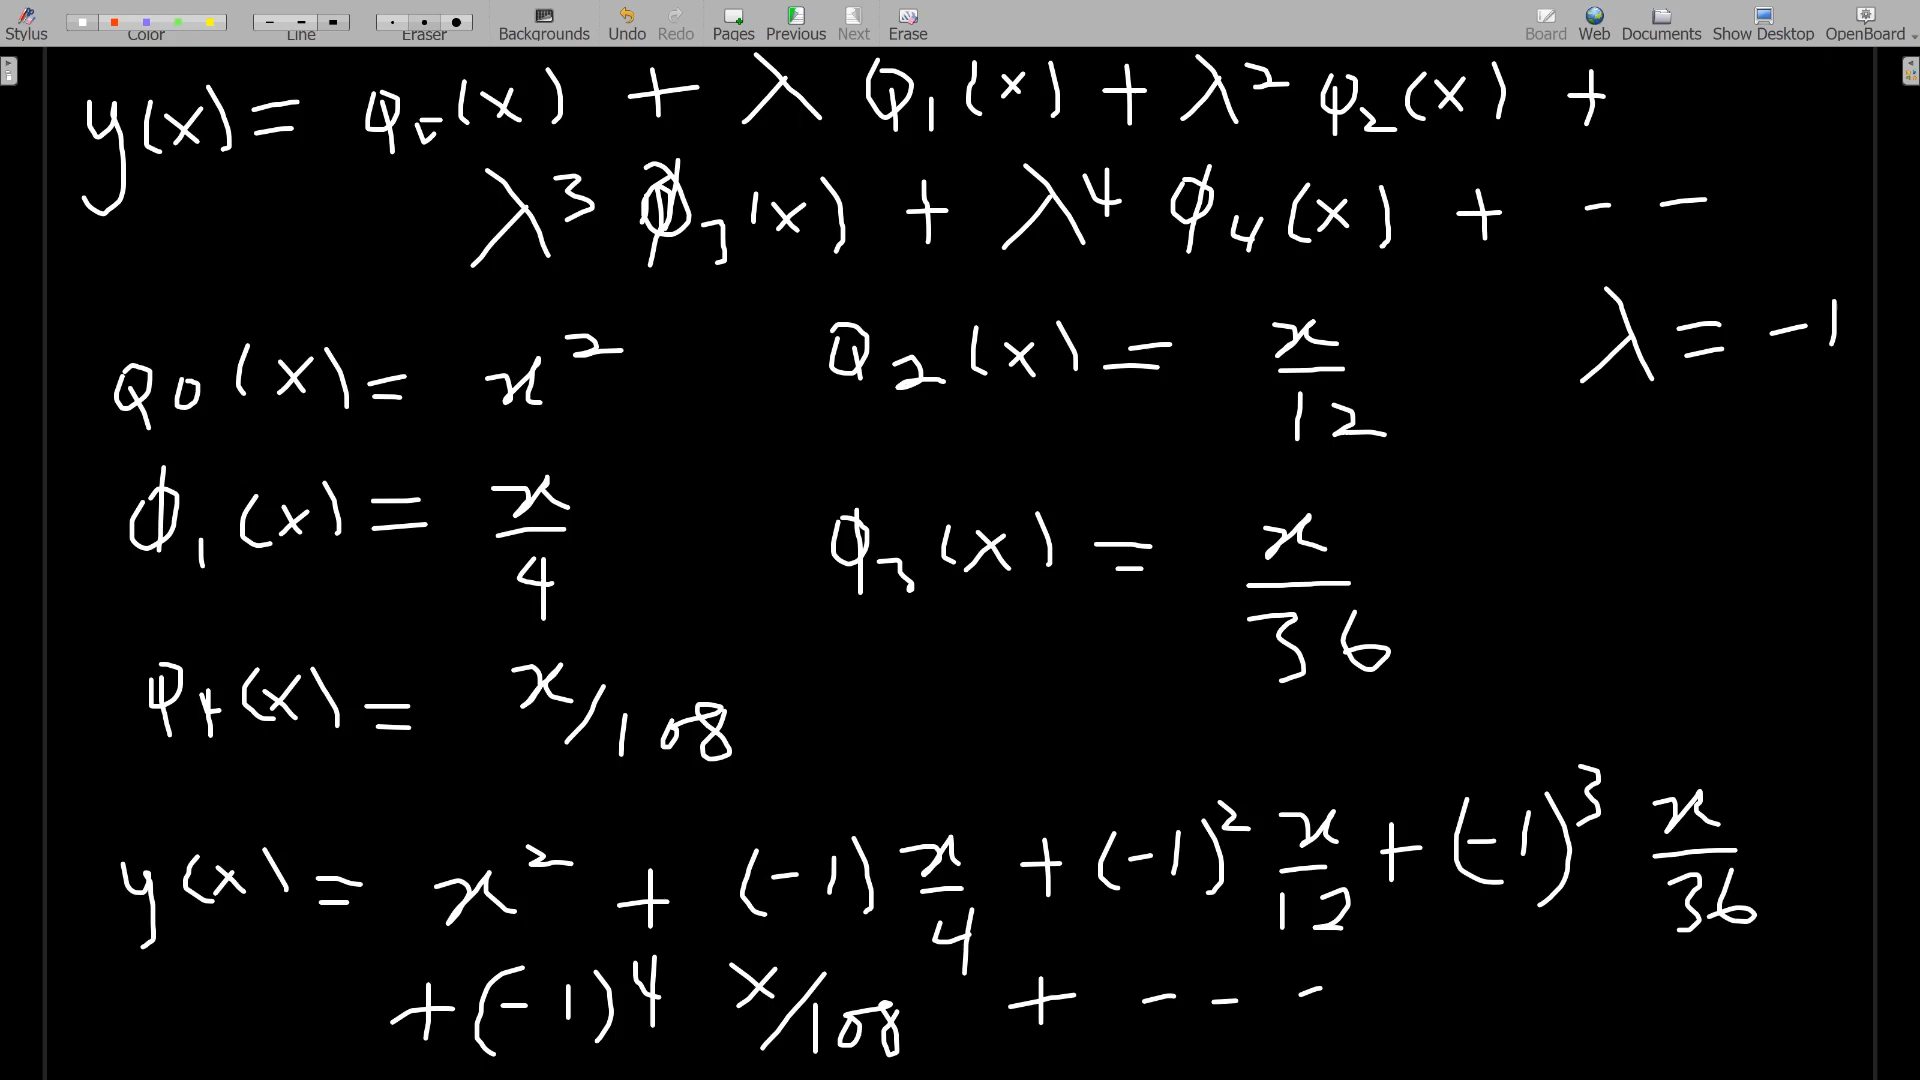 Stylus Color Line Eraser Backgrounds Undo Redo Pages Previous Next Erase Board Web Documents Show Desktop OpenBoard
y(x) = φ₀(x) + λ φ₁(x) + λ² φ₂(x) +
λ³ φ₃(x) + λ⁴ φ₄(x) + - -
φ₀(x) = x² φ₂(x) = x/12 λ = -1
φ₁(x) = x/4 φ₃(x) = x/36
φ₄(x) = x/108
y(x) = x² + (-1) x/4 + (-1)² x/12 + (-1)³ x/36
+ (-1)⁴ x/108 + - - -